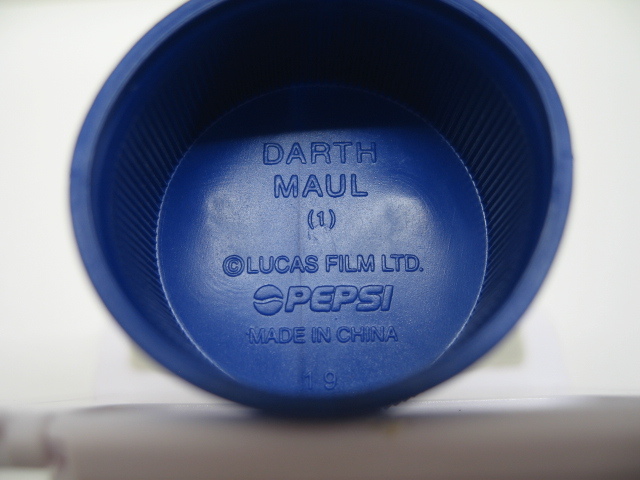 DARTH
MAUL
(1)
©LUCAS FILM LTD.
PEPSI
MADE IN CHINA
19